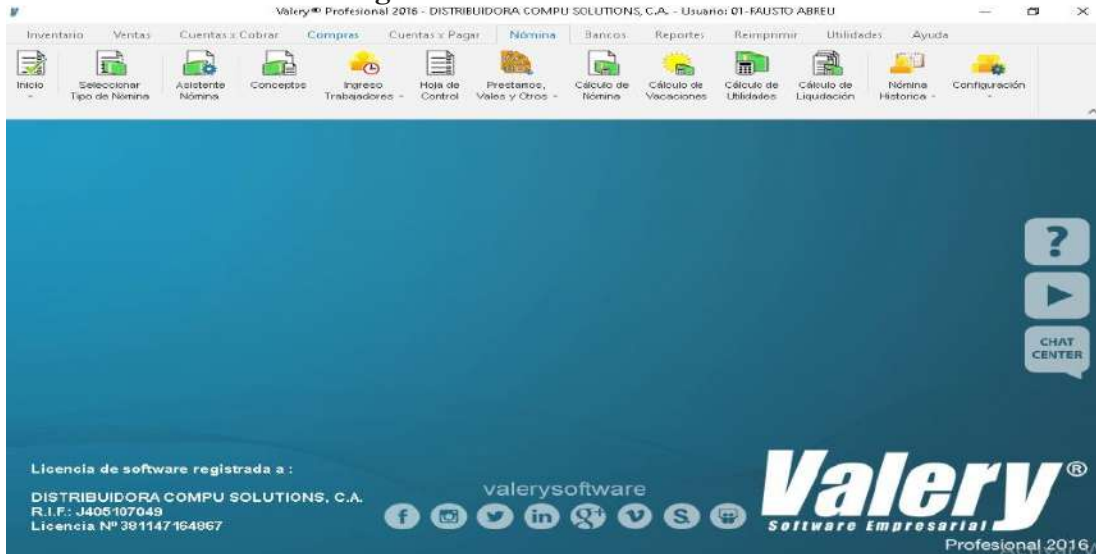 Valery® Profesional 2016 - DISTRIBUIDORA COMPU SOLUTIONS, C.A. - Usuario: 01-FAUSTO ABREU
Inventario Ventas Cuentas x Cobrar Compras Cuentas x Pagar Nómina Bancos Reportes Reimprimir Utilidades Ayuda
Inicio
Seleccionar
Tipo de Nómina
Asistente
Nómina
Conceptos
Ingreso
Trabajadores
Hoja de
Control
Prestamos,
Vales y Otros
Cálculo de
Nómina
Cálculo de
Vacaciones
Cálculo de
Utilidades
Cálculo de
Liquidación
Nómina
Historica
Configuración
?
CHAT
CENTER
Licencia de software registrada a :
DISTRIBUIDORA COMPU SOLUTIONS, C.A.
R.I.F.: J405107049
Licencia Nº 381147164867
valerysoftware
Valery®
Software Empresarial
Profesional 2016